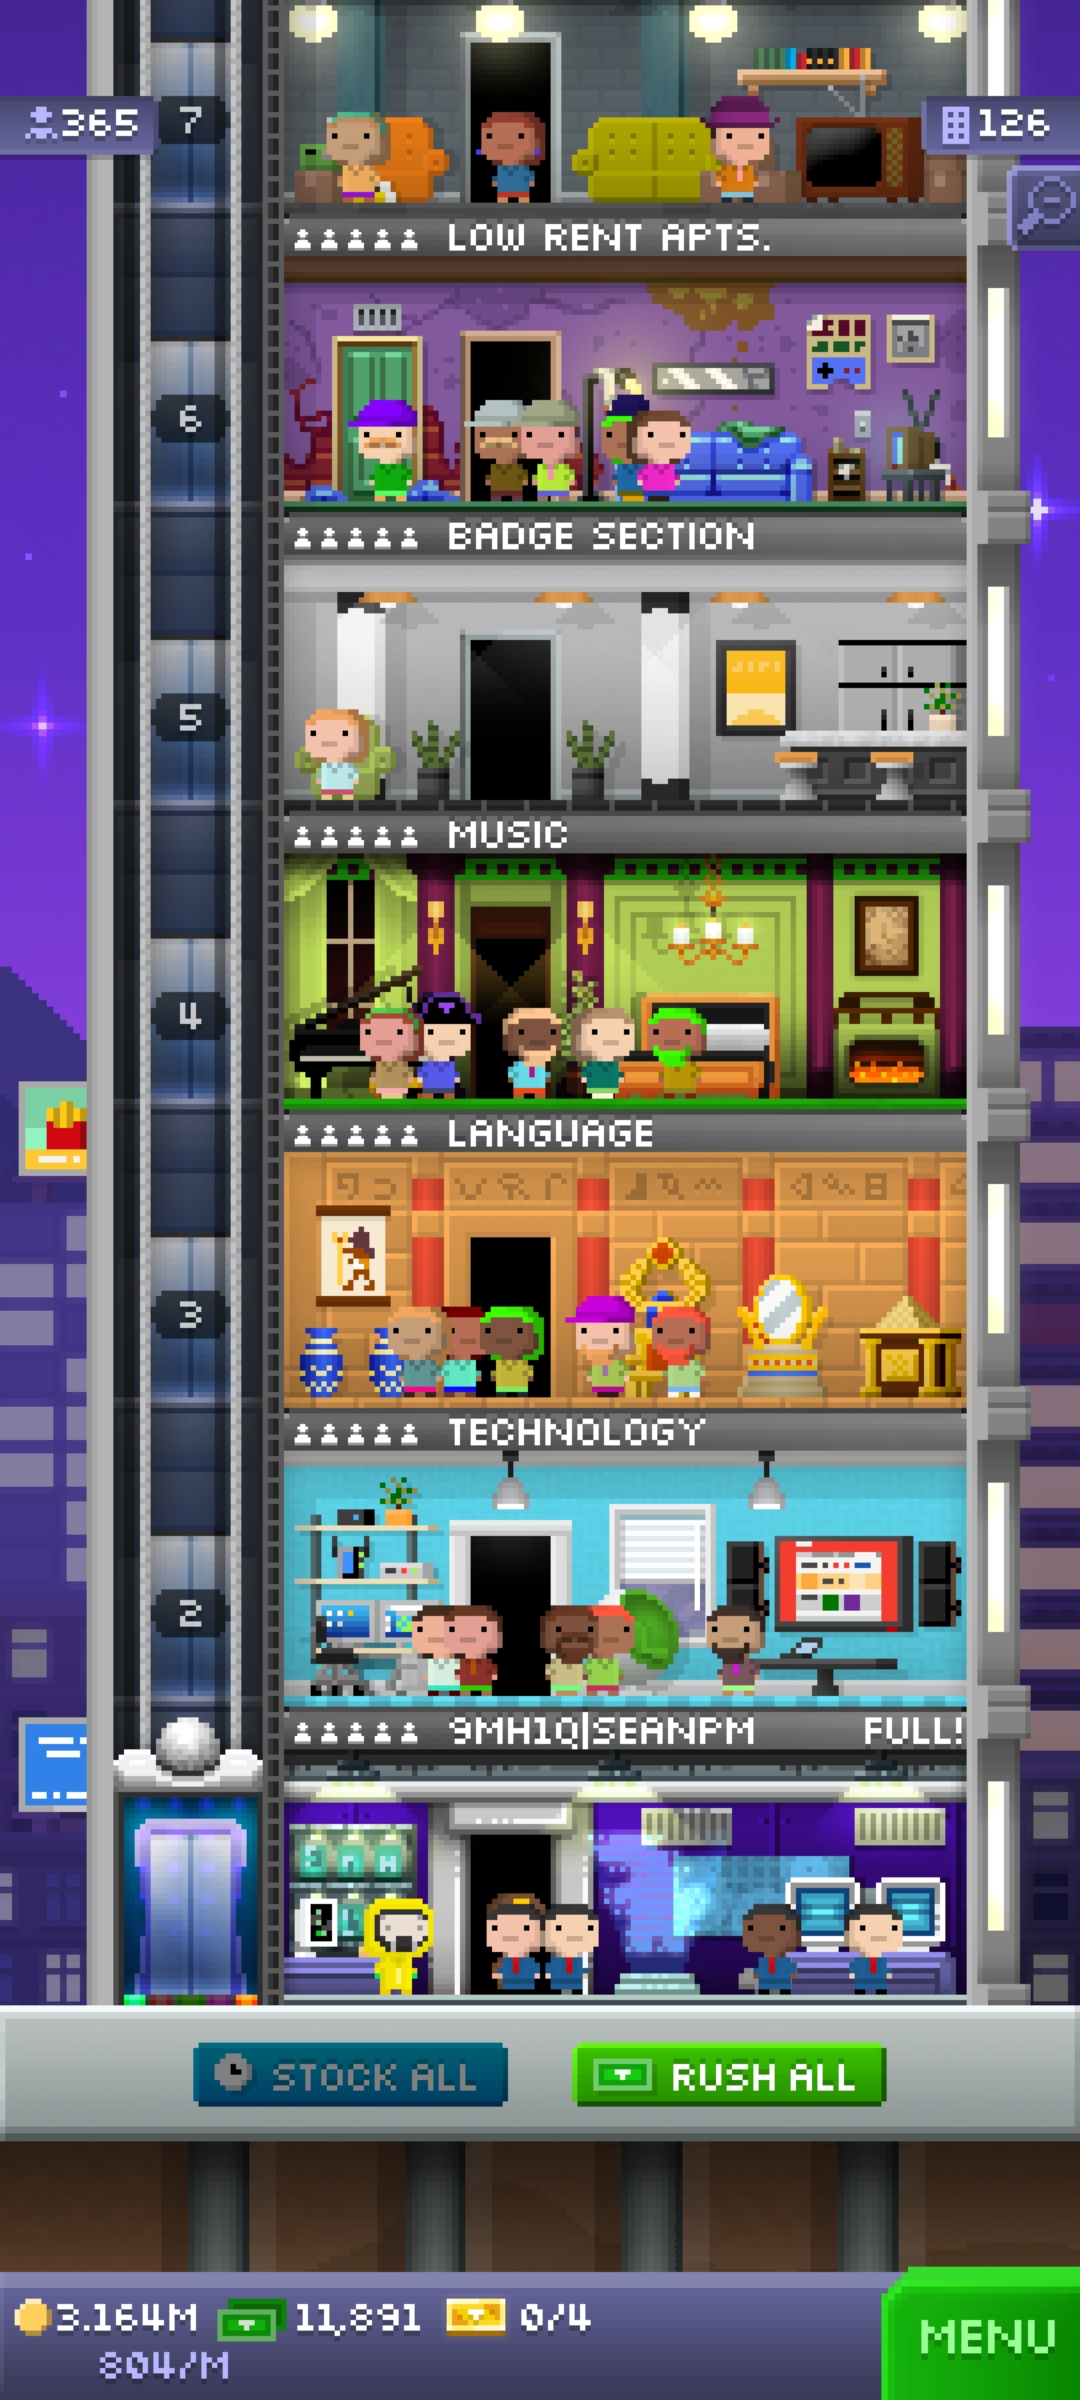 365
7
126
LOW RENT APTS.
6
BADGE SECTION
5
MUSIC
4
LANGUAGE
3
TECHNOLOGY
2
9MH1Q|SEANPM FULL!
STOCK ALL
RUSH ALL
3.164M 11,891 0/4
804/M
MENU